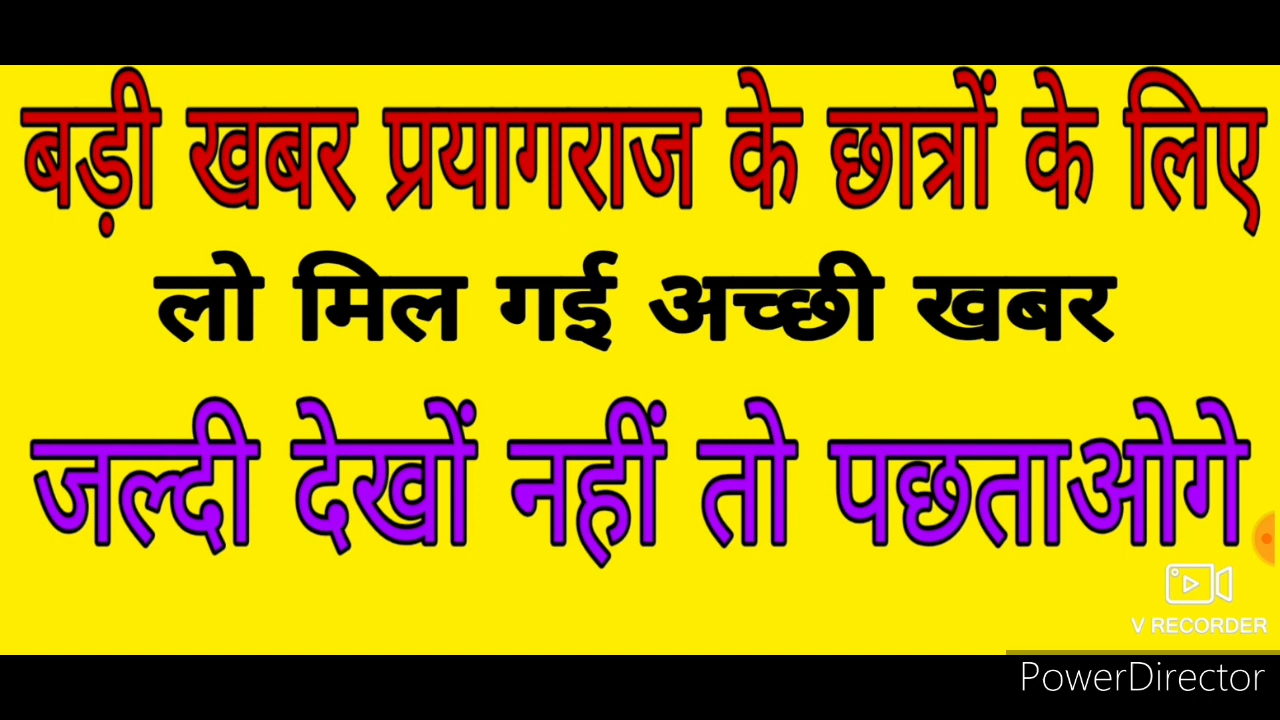 बड़ी खबर प्रयागराज के छात्रों के लिए
लो मिल गई अच्छी खबर
जल्दी देखों नहीं तो पछताओगे
V RECORDER
PowerDirector